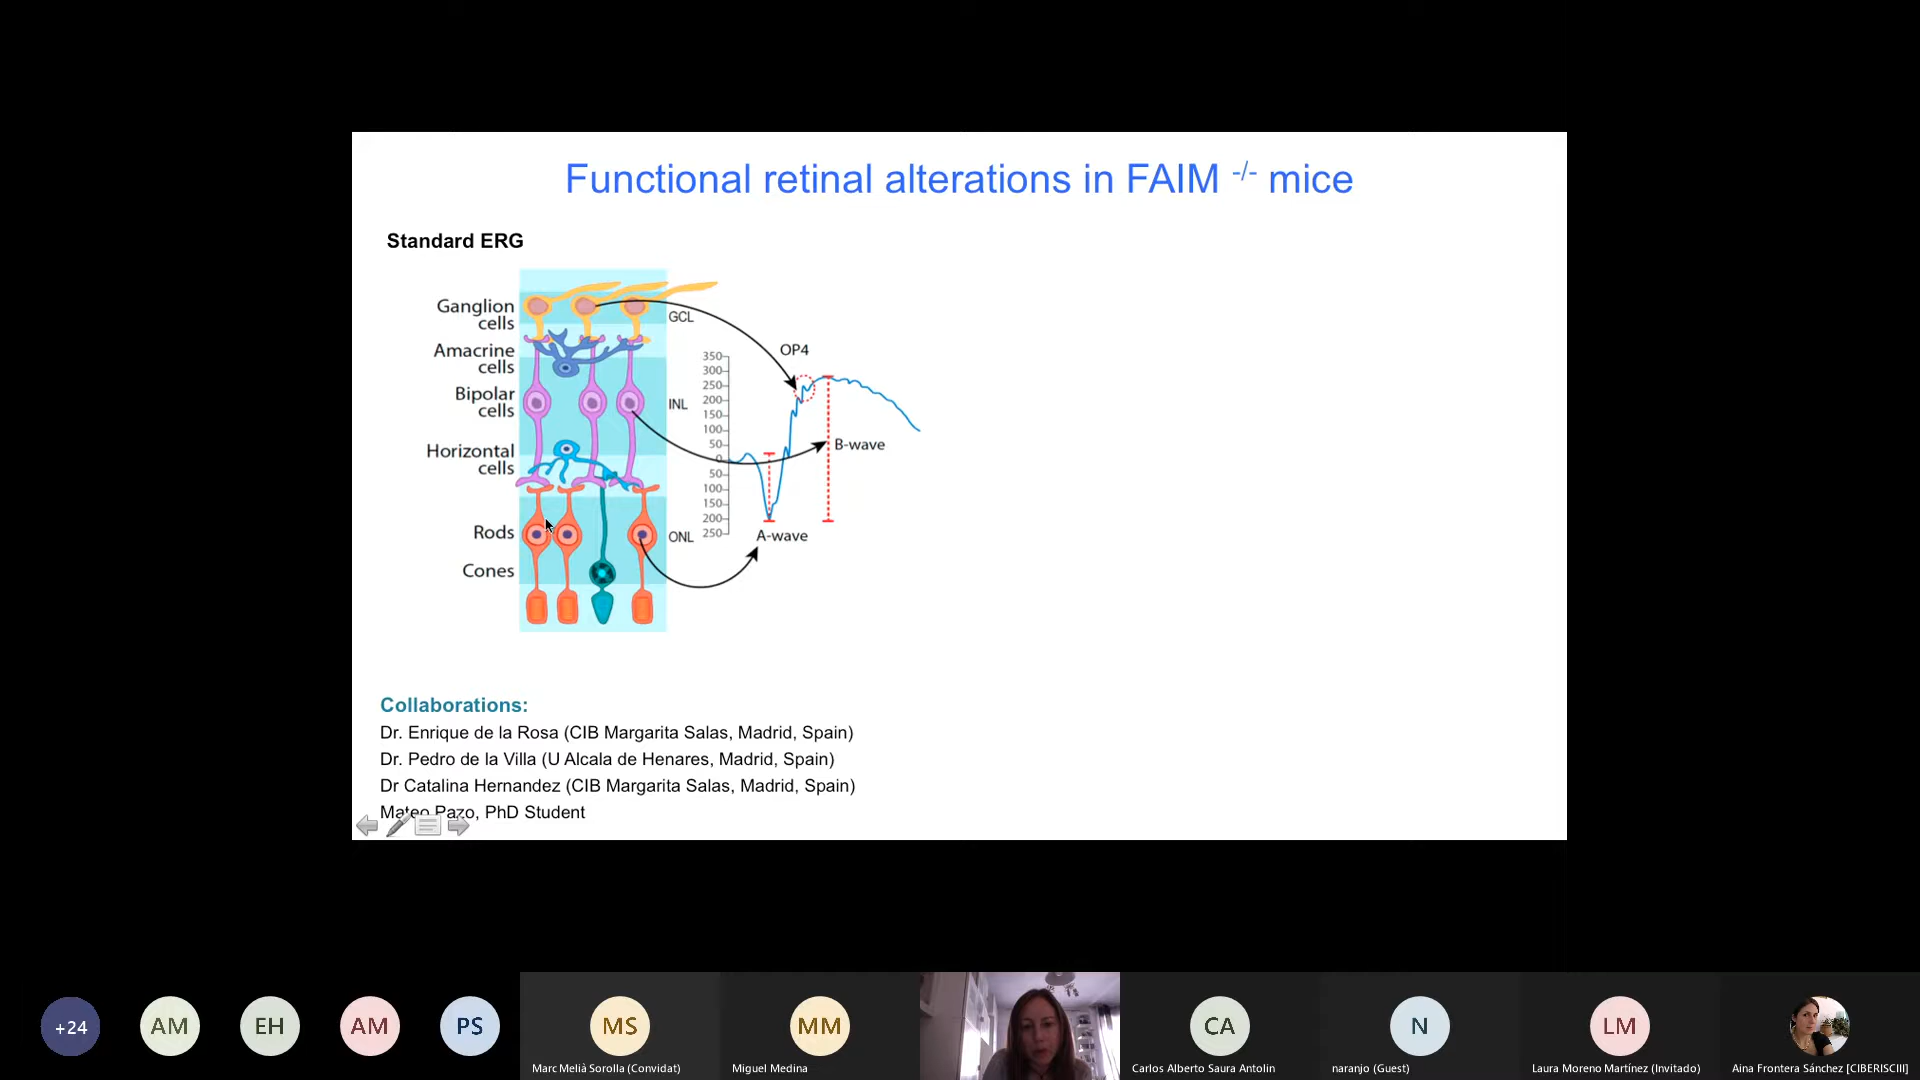 Functional retinal alterations in FAIM -/- mice
Standard ERG
Ganglion
cells
Amacrine
cells
Bipolar
cells
Horizontal
cells
Rods
Cones
GCL
INL
ONL
OP4
350
300
250
200
150
100
50
0
50
100
150
200
250
B-wave
A-wave
Collaborations:
Dr. Enrique de la Rosa (CIB Margarita Salas, Madrid, Spain)
Dr. Pedro de la Villa (U Alcala de Henares, Madrid, Spain)
Dr Catalina Hernandez (CIB Margarita Salas, Madrid, Spain)
Mateo Pazo, PhD Student
+24
AM
EH
AM
PS
MS
Marc Melià Sorolla (Convidat)
MM
Miguel Medina
CA
Carlos Alberto Saura Antolin
N
naranjo (Guest)
LM
Laura Moreno Martínez (Invitado)
Aina Frontera Sánchez [CIBERISCIII]